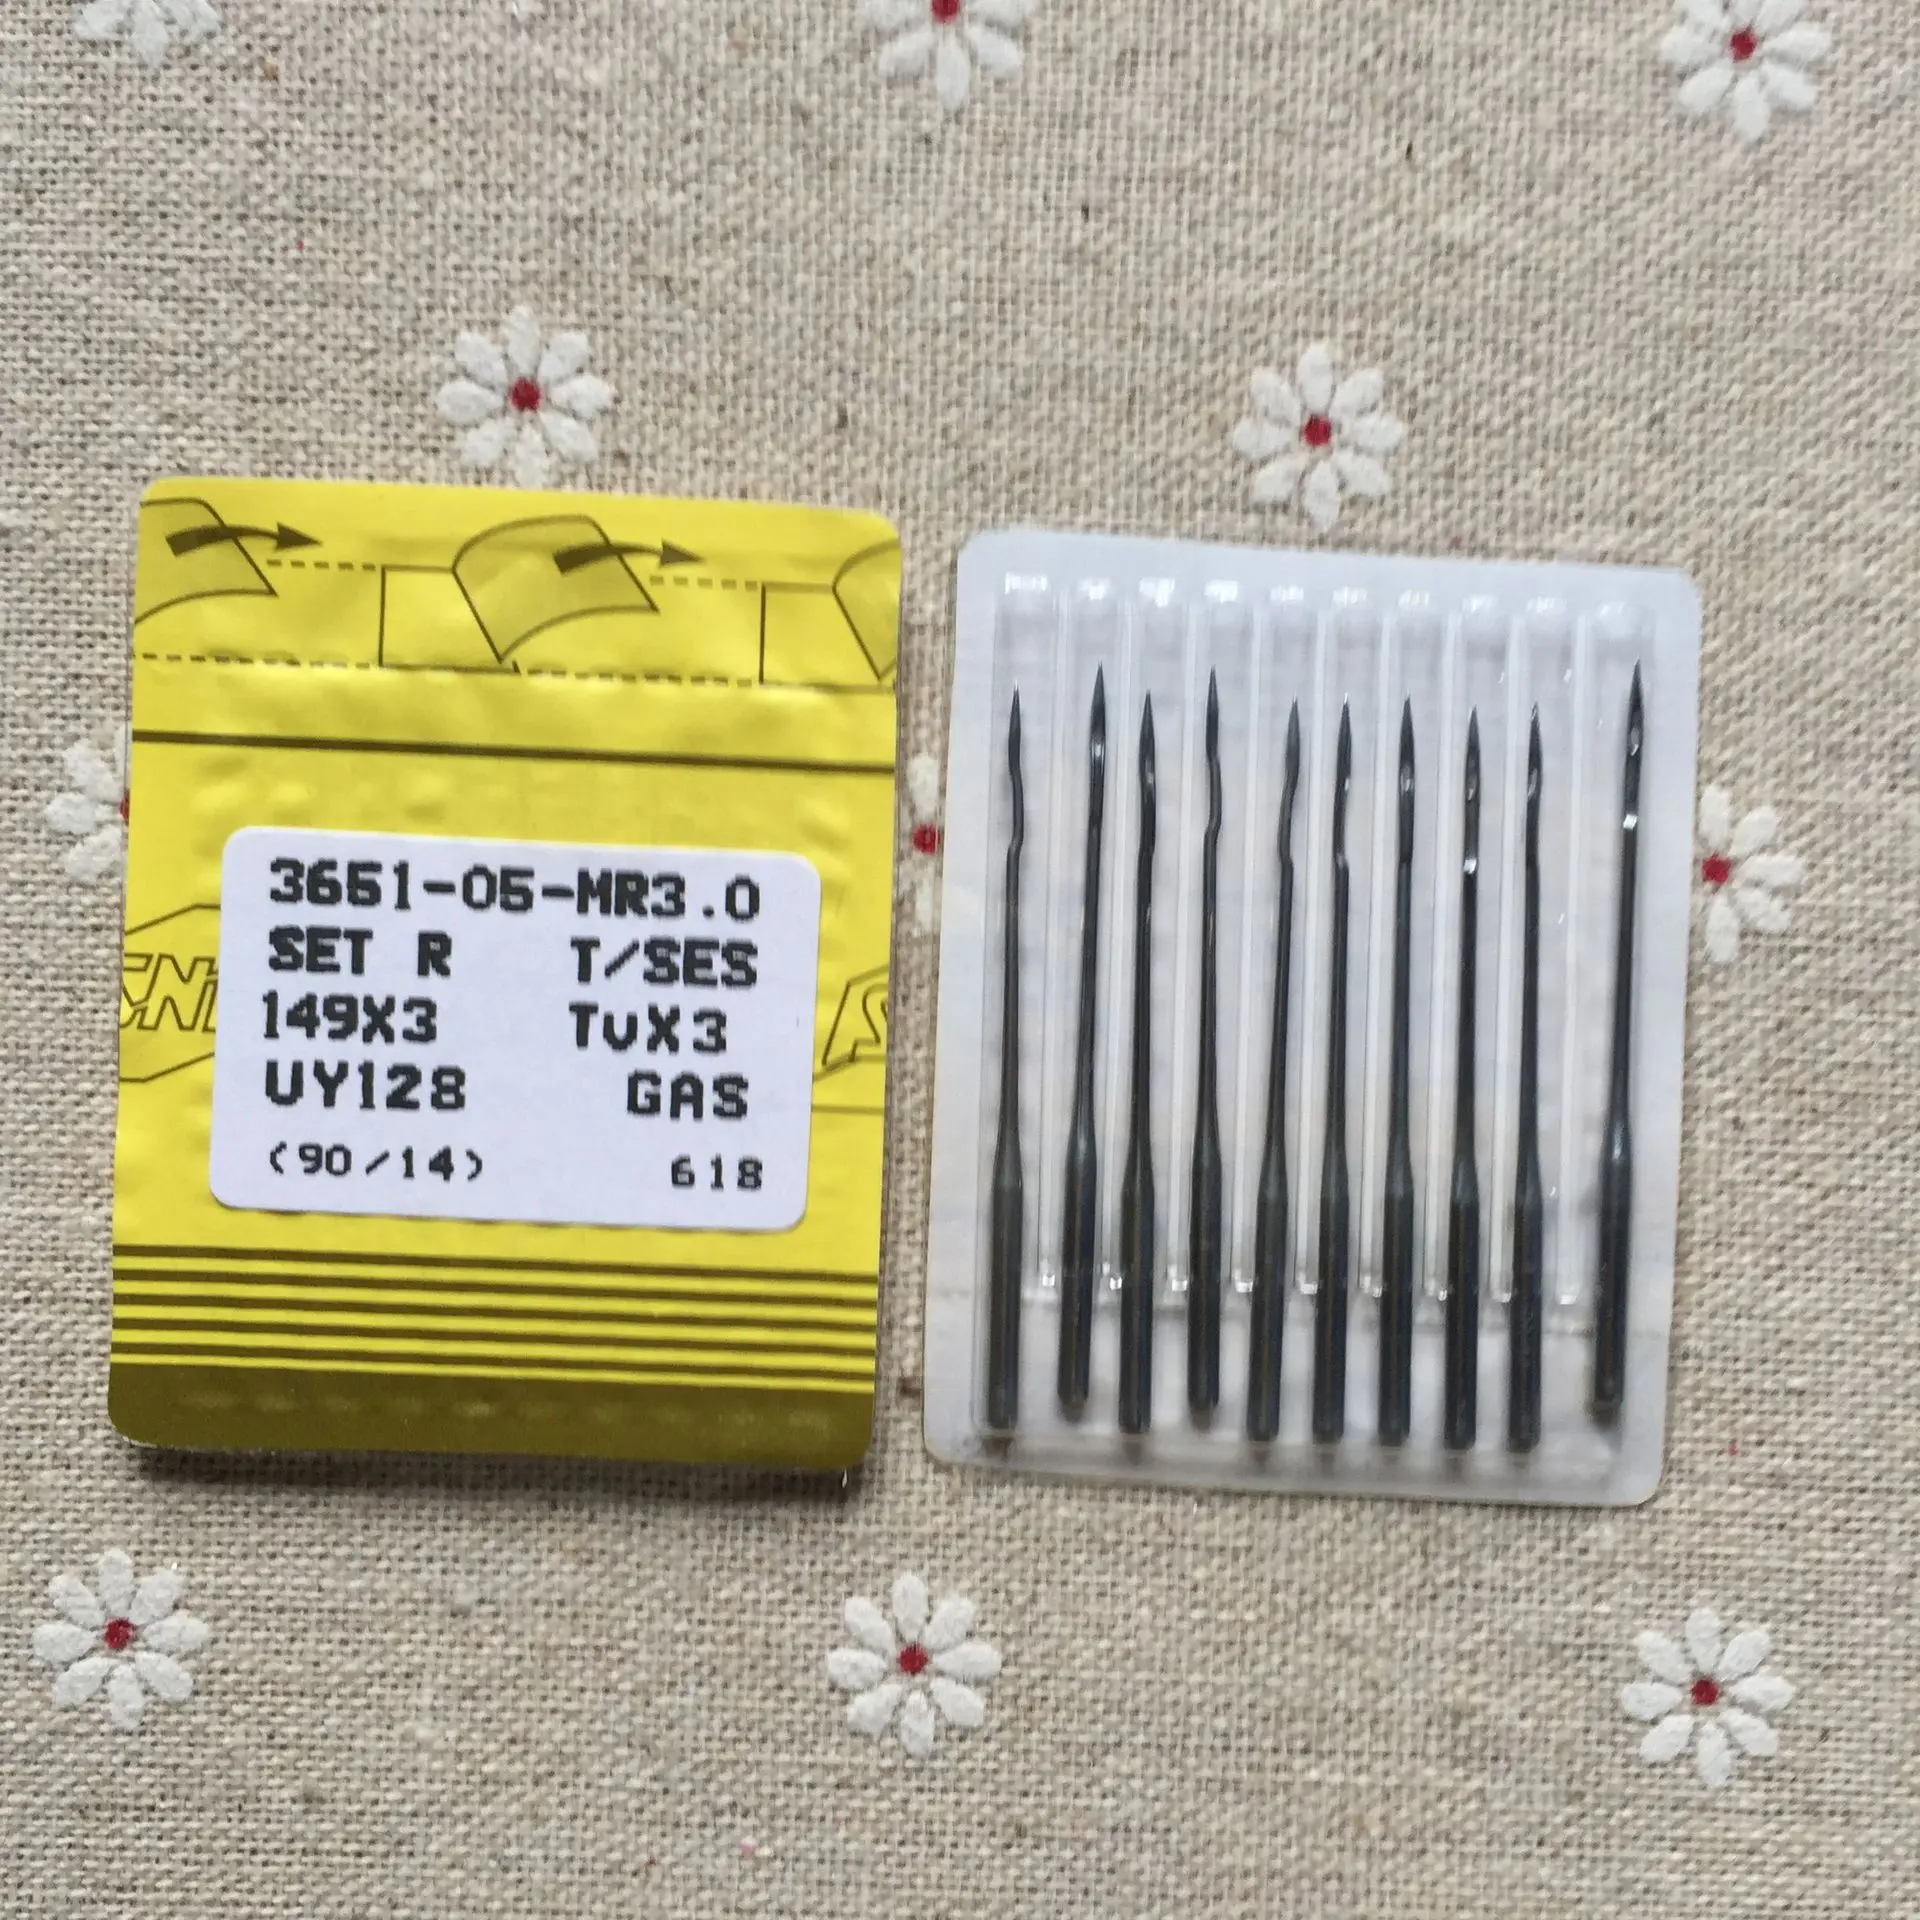 3651-05-MR3.0
SET R T/SES
149X3 TvX3
UY128 GAS
(90/14) 618